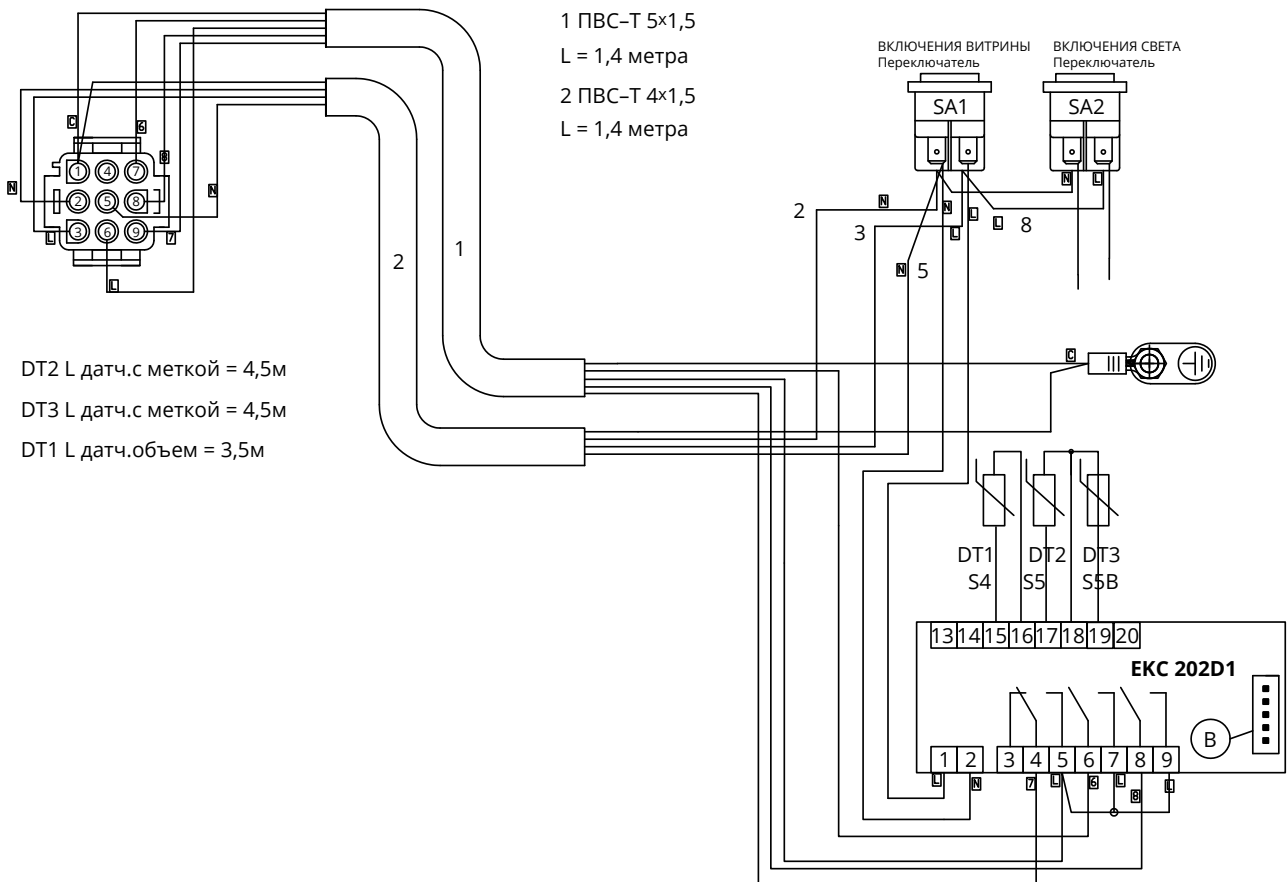 1 ПВС–Т 5x1,5
L = 1,4 метра
2 ПВС–Т 4x1,5
L = 1,4 метра
ВКЛЮЧЕНИЯ ВИТРИНЫ
Переключатель
ВКЛЮЧЕНИЯ СВЕТА
Переключатель
SA1
SA2
C
6
8
1 4 7
N
2 5 8
N
3 6 9
L
7
L
2
1
N
L
N
2
N
L
3
L
L
8
N
5
C
DT2 L датч.с меткой = 4,5м
DT3 L датч.с меткой = 4,5м
DT1 L датч.объем = 3,5м
DT1
DT2
DT3
S4
S5
S5B
13 14 15 16 17 18 19 20
EKC 202D1
B
1 2 3 4 5 6 7 8 9
L
N
7
L
6
L
8
L